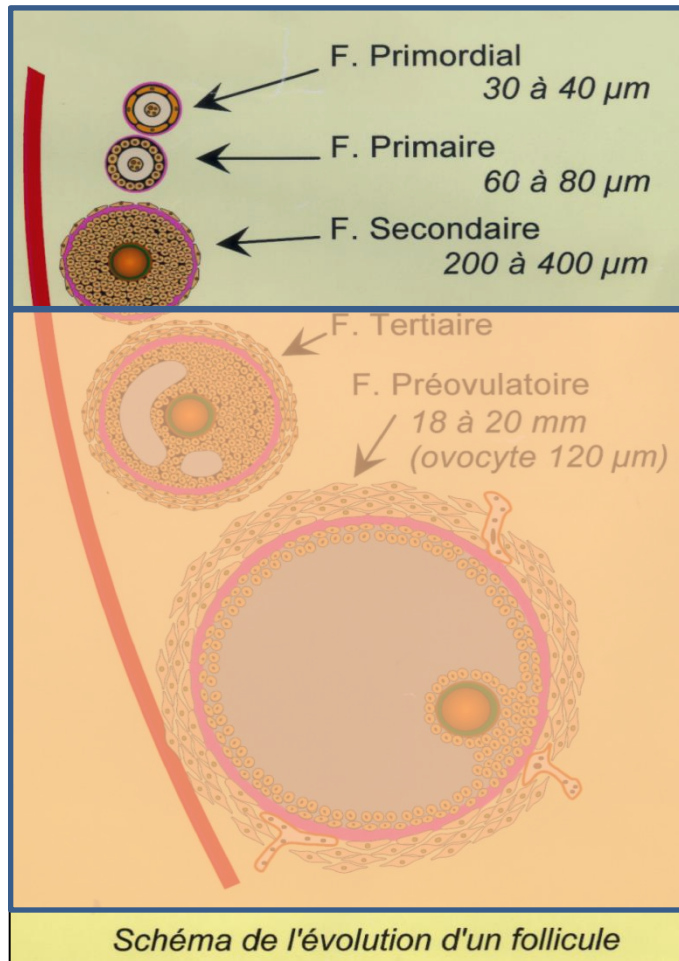 F. Primordial
30 à 40 µm
F. Primaire
60 à 80 µm
F. Secondaire
200 à 400 µm
F. Tertiaire
F. Préovulatoire
18 à 20 mm
(ovocyte 120 µm)
Schéma de l'évolution d'un follicule